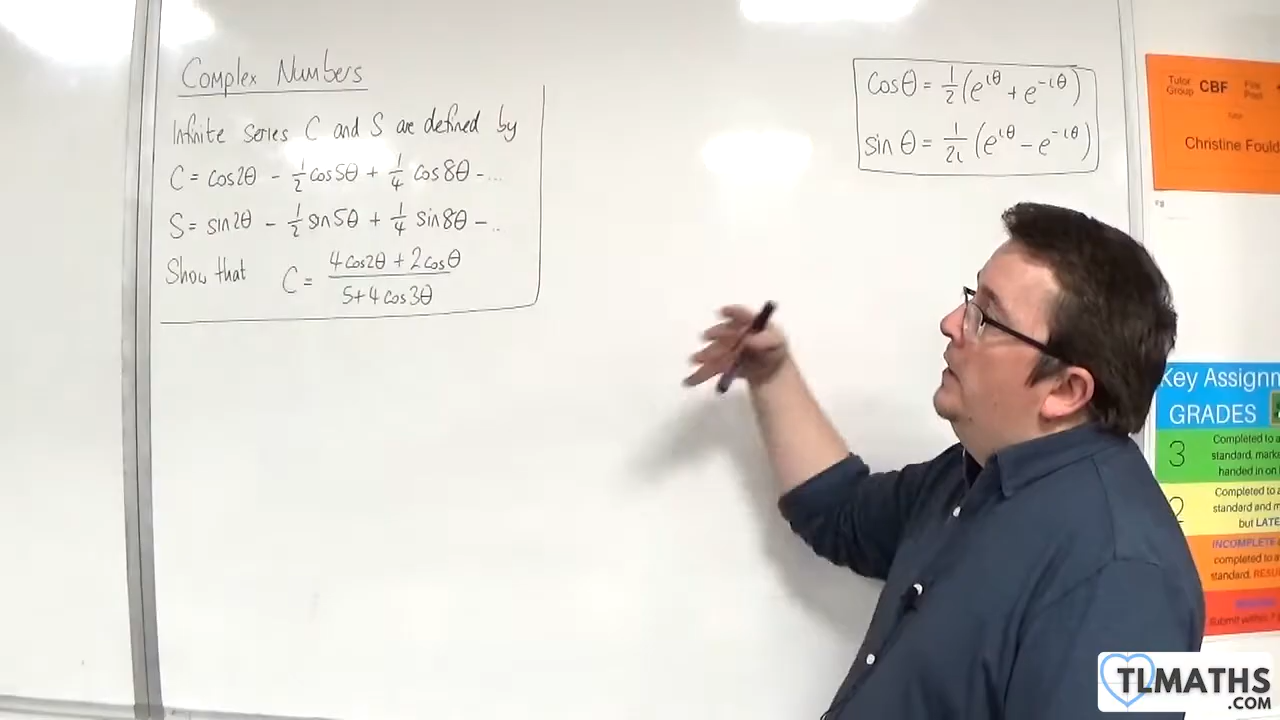 Complex Numbers
Infinite series C and S are defined by
C = cos2θ - 1/2 cos5θ + 1/4 cos8θ - ...
S = sin2θ - 1/2 sin5θ + 1/4 sin8θ - ...
Show that C = (4cos2θ + 2cosθ)/(5+4cos3θ)
cosθ = 1/2 (e^{iθ} + e^{-iθ})
sinθ = 1/2i (e^{iθ} - e^{-iθ})
Tutor Group CBF
Christine Fould
Key Assignm
GRADES
3 Completed to a
standard, marke
handed in on
2 Completed to a
standard and m
but LATE
INCOMPLETE
completed to a
standard. RESU
TLMATHS
.COM